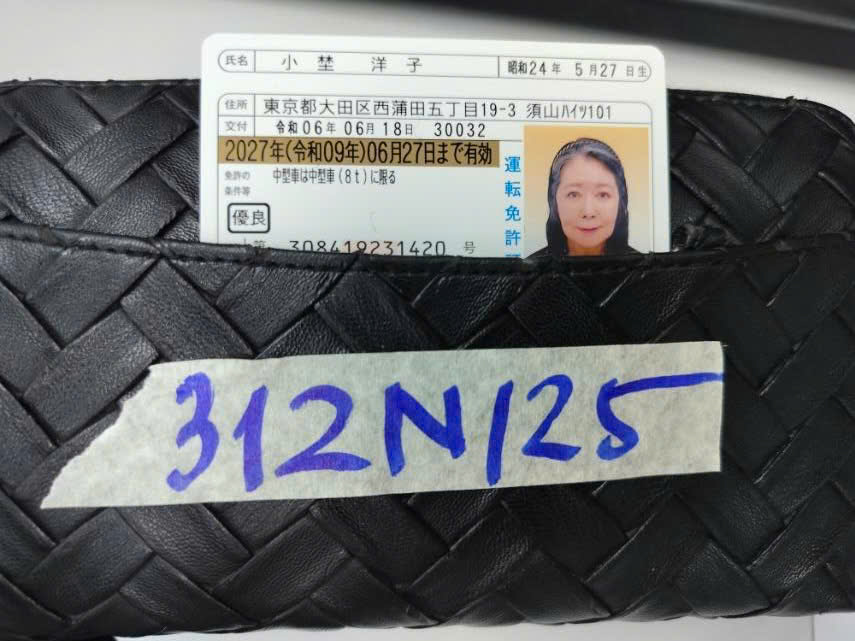 氏名 小埜 洋子 昭和24年 5月27日生
住所 東京都大田区西蒲田五丁目19-3 須山ハイツ101
交付 令和06年06月18日 30032
2027年(令和09年)06月27日まで有効
免許の条件等 中型車は中型車(8t)に限る
優良
第 308419231420 号
運転免許
312N125